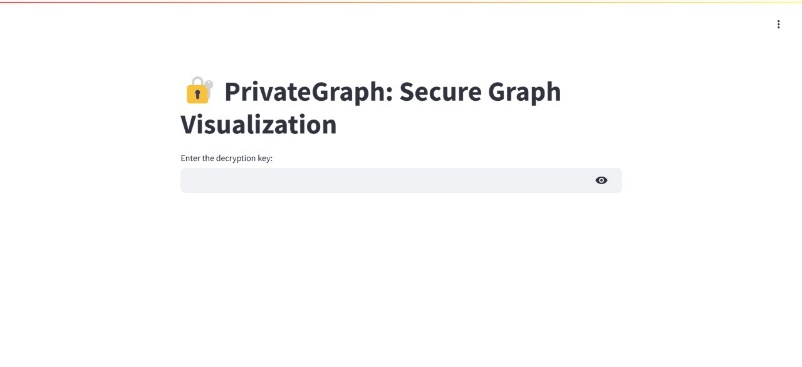 PrivateGraph: Secure Graph
Visualization
Enter the decryption key: